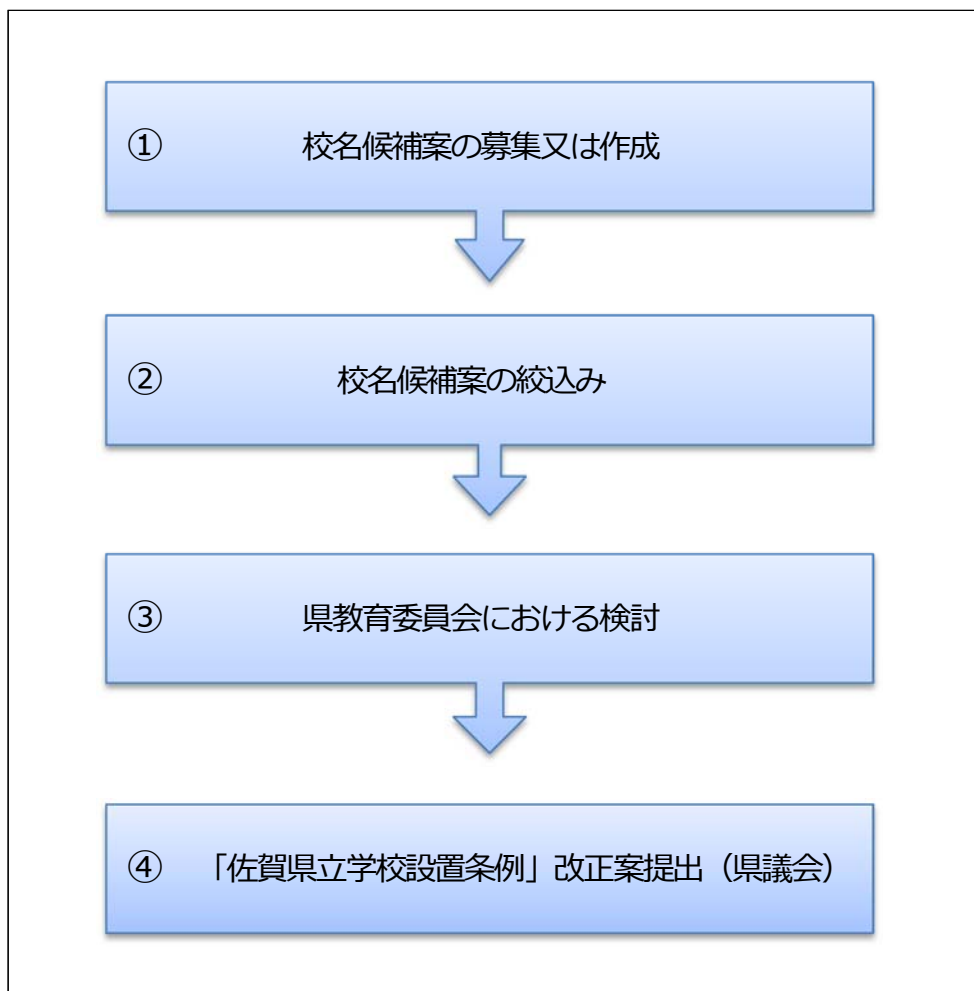 ① 校名候補案の募集又は作成
② 校名候補案の絞込み
③ 県教育委員会における検討
④ 「佐賀県立学校設置条例」改正案提出（県議会）